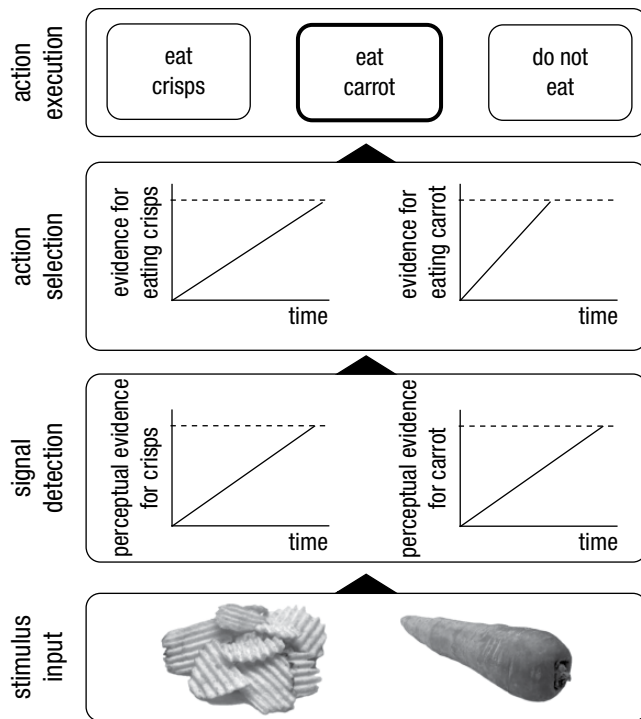 action
execution
eat
crisps
eat
carrot
do not
eat
action
selection
evidence for
eating crisps
time
evidence for
eating carrot
time
signal
detection
perceptual evidence
for crisps
time
perceptual evidence
for carrot
time
stimulus
input